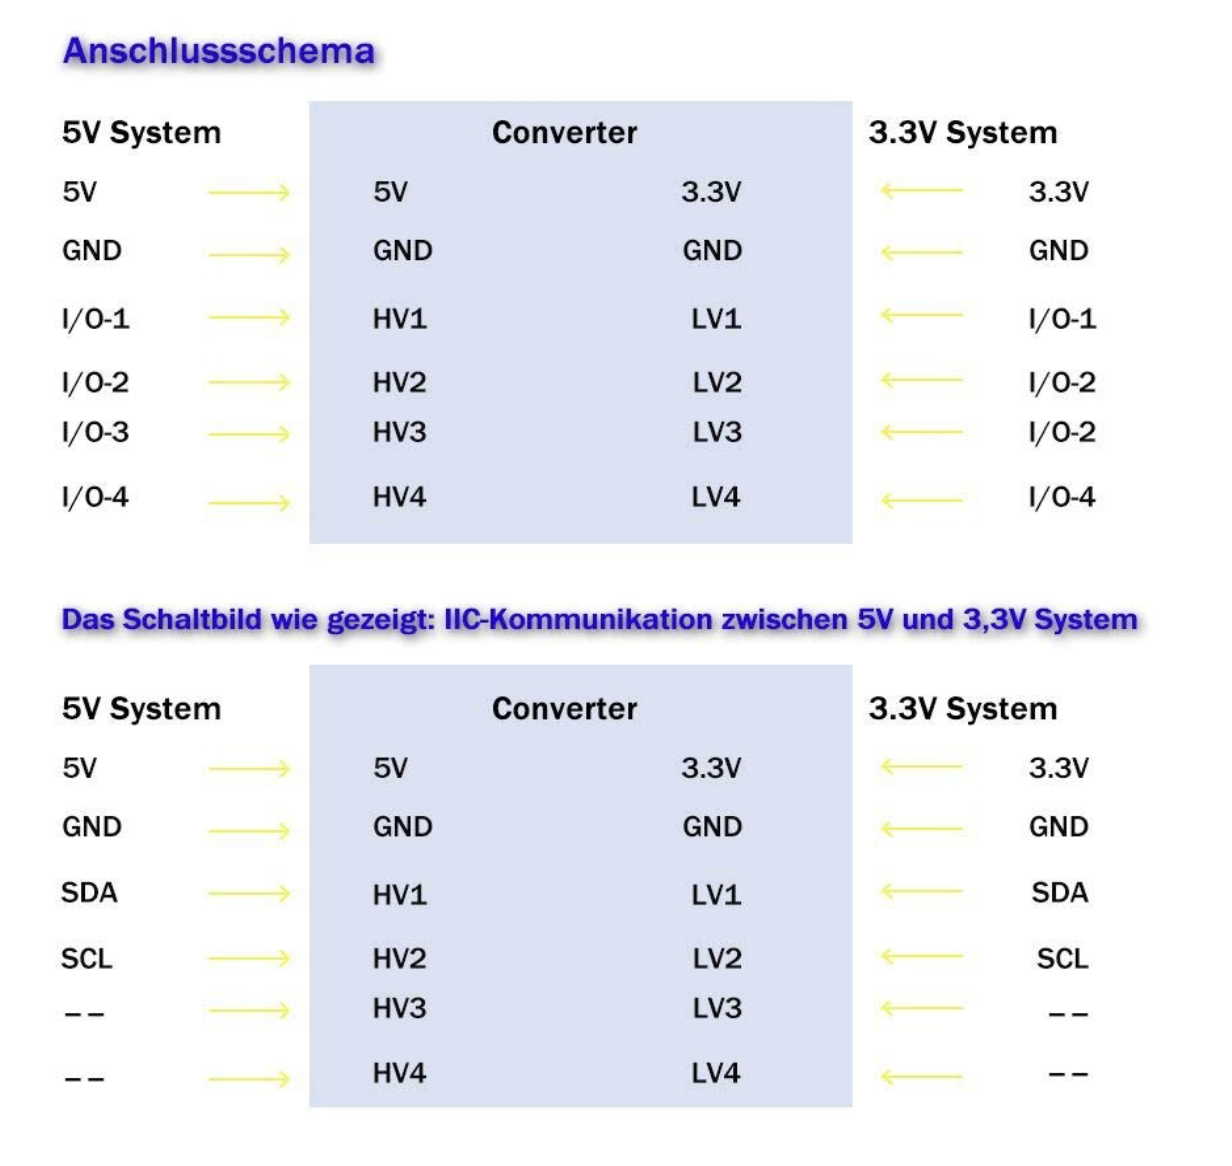 Anschlussschema
5V System Converter 3.3V System
5V 5V 3.3V 3.3V
GND GND GND GND
I/O-1 HV1 LV1 I/O-1
I/O-2 HV2 LV2 I/O-2
I/O-3 HV3 LV3 I/O-2
I/O-4 HV4 LV4 I/O-4
Das Schaltbild wie gezeigt: IIC-Kommunikation zwischen 5V und 3,3V System
5V System Converter 3.3V System
5V 5V 3.3V 3.3V
GND GND GND GND
SDA HV1 LV1 SDA
SCL HV2 LV2 SCL
-- HV3 LV3 --
-- HV4 LV4 --